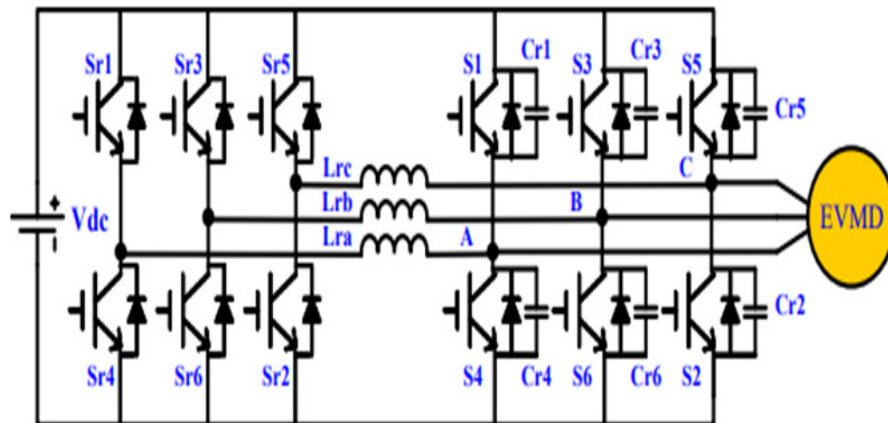 Sr1 Sr3 Sr5 S1 Cr1 S3 Cr3 S5
Cr5
Lrc C
Vdc Lrb B EVMD
Lra A
Cr2
Sr4 Sr6 Sr2 S4 Cr4 S6 Cr6 S2